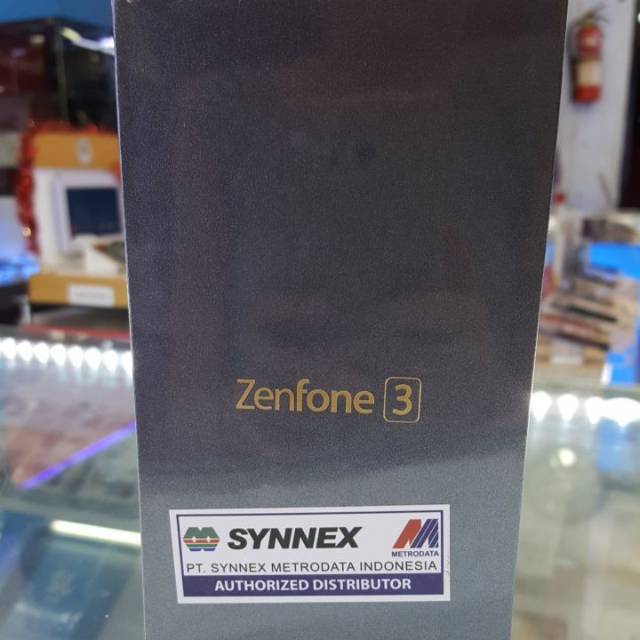 Zenfone 3
SYNNEX
METRODATA
PT. SYNNEX METRODATA INDONESIA
AUTHORIZED DISTRIBUTOR